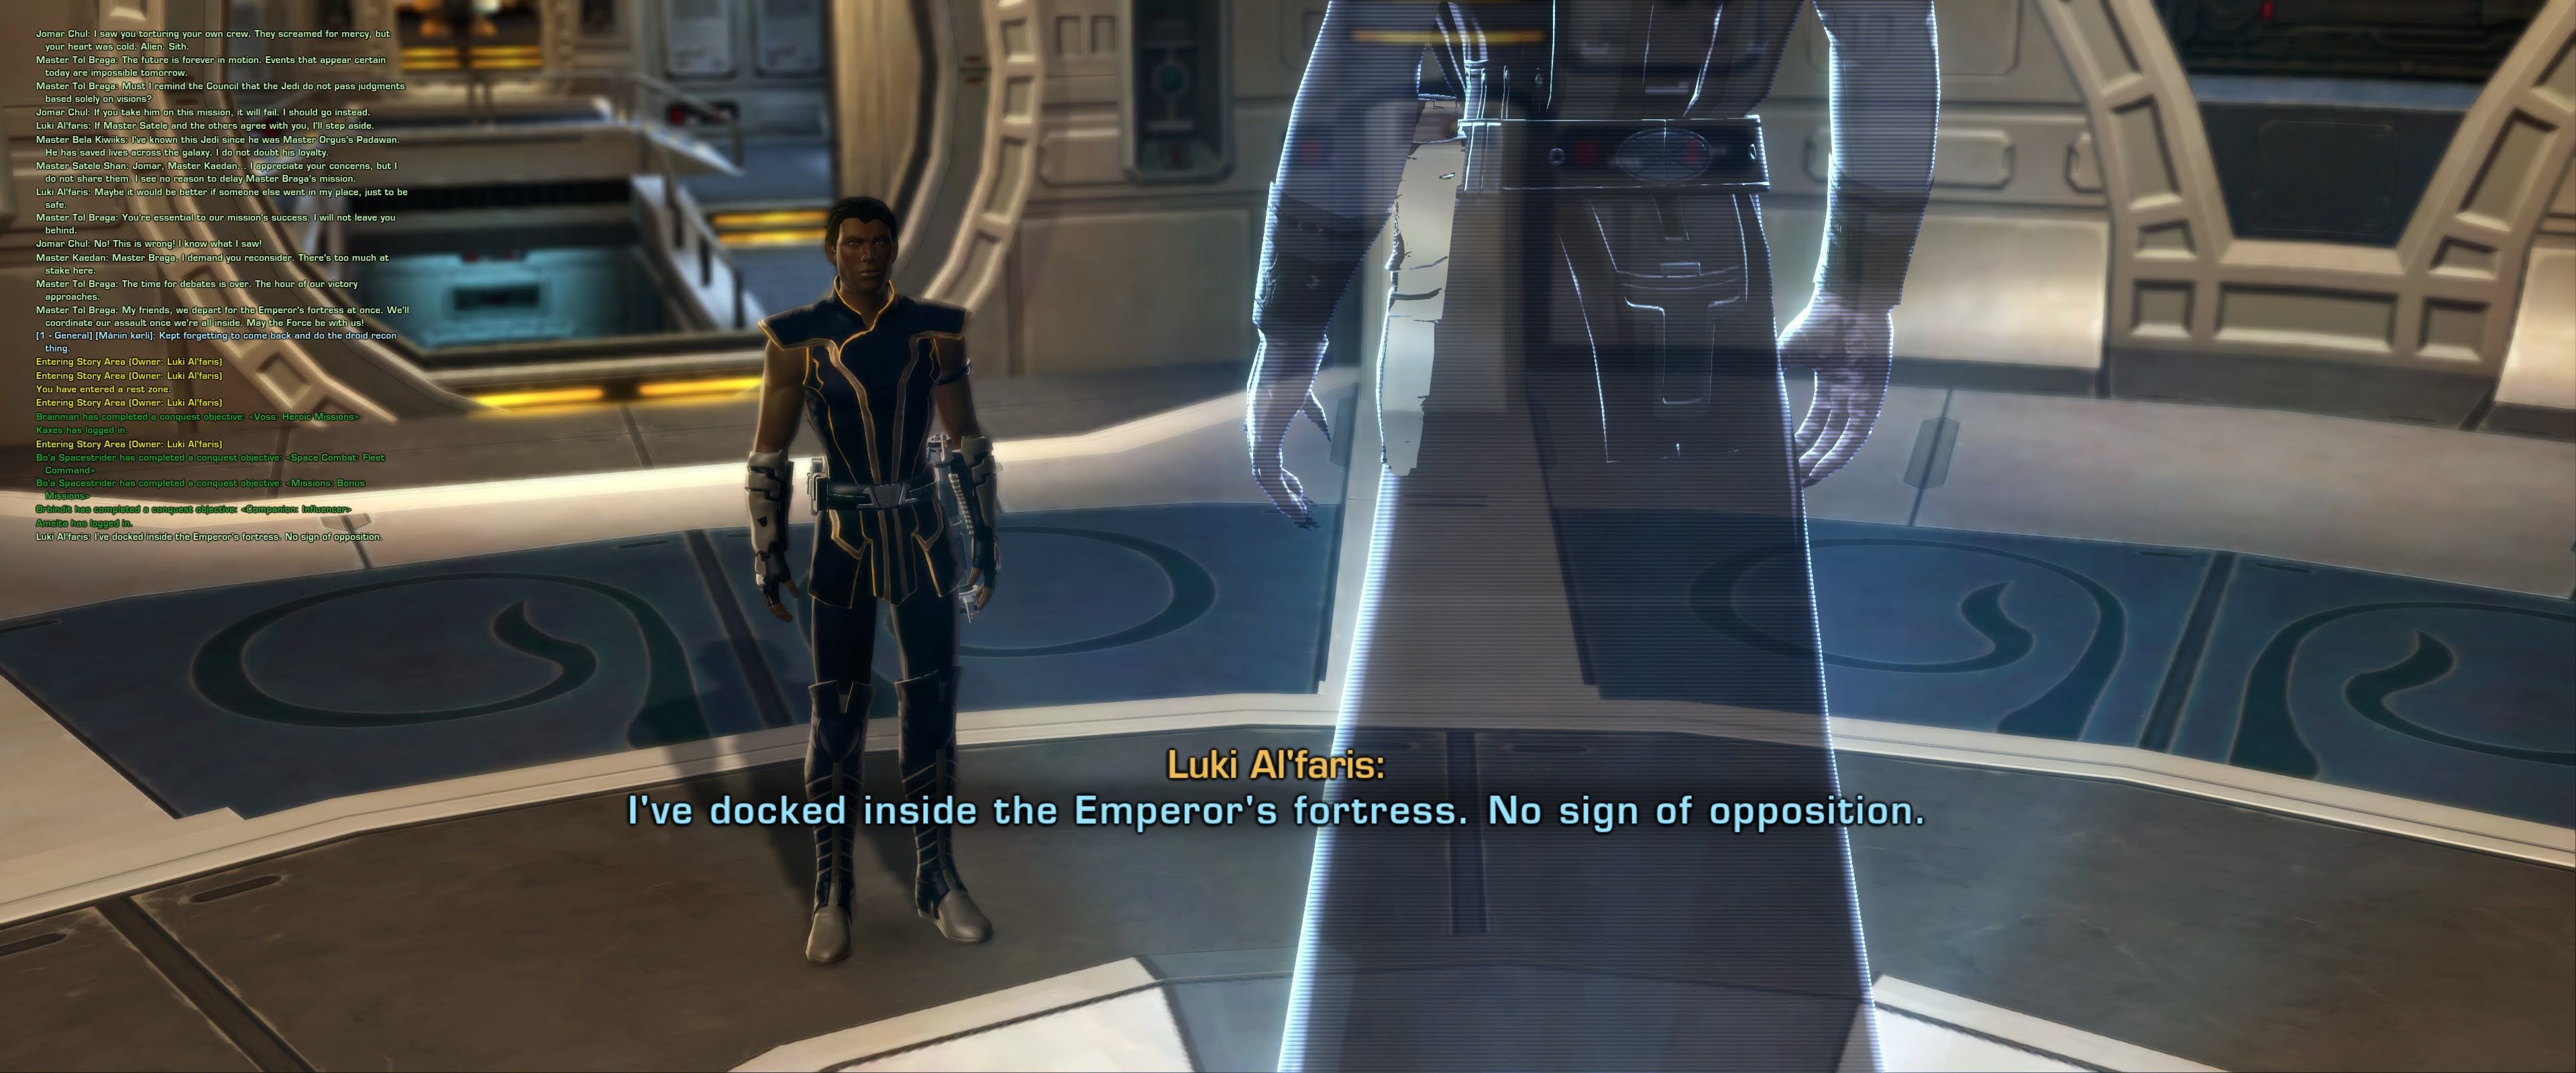 Jomar Chul: I saw you torturing your own crew. They screamed for mercy, but
your heart was cold. Alien. Sith.
Master Tol Braga: The future is forever in motion. Events that appear certain
today are impossible tomorrow.
Master Tol Braga: Must I remind the Council that the Jedi do not pass judgments
based solely on visions?
Jomar Chul: If you take him on this mission, it will fail. I should go instead.
Luki Al'faris: If Master Satele and the others agree with you, I'll step aside.
Master Bela Kiwiiks: I've known this Jedi since he was Master Orgus's Padawan.
He has saved lives across the galaxy. I do not doubt his loyalty.
Master Satele Shan: Jomar, Master Kaedan... I appreciate your concerns, but I
do not share them. I see no reason to delay Master Braga's mission.
Luki Al'faris: Maybe it would be better if someone else went in my place, just to be
safe.
Master Tol Braga: You're essential to our mission's success. I will not leave you
behind.
Jomar Chul: No! This is wrong! I know what I saw!
Master Kaedan: Master Braga, I demand you reconsider. There's too much at
stake here.
Master Tol Braga: The time for debates is over. The hour of our victory
approaches.
Master Tol Braga: My friends, we depart for the Emperor's fortress at once. We'll
coordinate our assault once we're all inside. May the Force be with us!
[1 - General] [Màrin kørli]: Kept forgetting to come back and do the droid recon
thing.
Entering Story Area (Owner: Luki Al'faris)
Entering Story Area (Owner: Luki Al'faris)
You have entered a rest zone.
Entering Story Area (Owner: Luki Al'faris)
Brainman has completed a conquest objective: <Voss: Heroic Missions>
Kaxes has logged in.
Entering Story Area (Owner: Luki Al'faris)
Bo'a Spacestrider has completed a conquest objective: <Space Combat: Fleet
Command>
Bo'a Spacestrider has completed a conquest objective: <Missions: Bonus
Missions>
Orbindit has completed a conquest objective: <Companion: Influencer>
Ameita has logged in.
Luki Al'faris: I've docked inside the Emperor's fortress. No sign of opposition.
Luki Al'faris:
I've docked inside the Emperor's fortress. No sign of opposition.